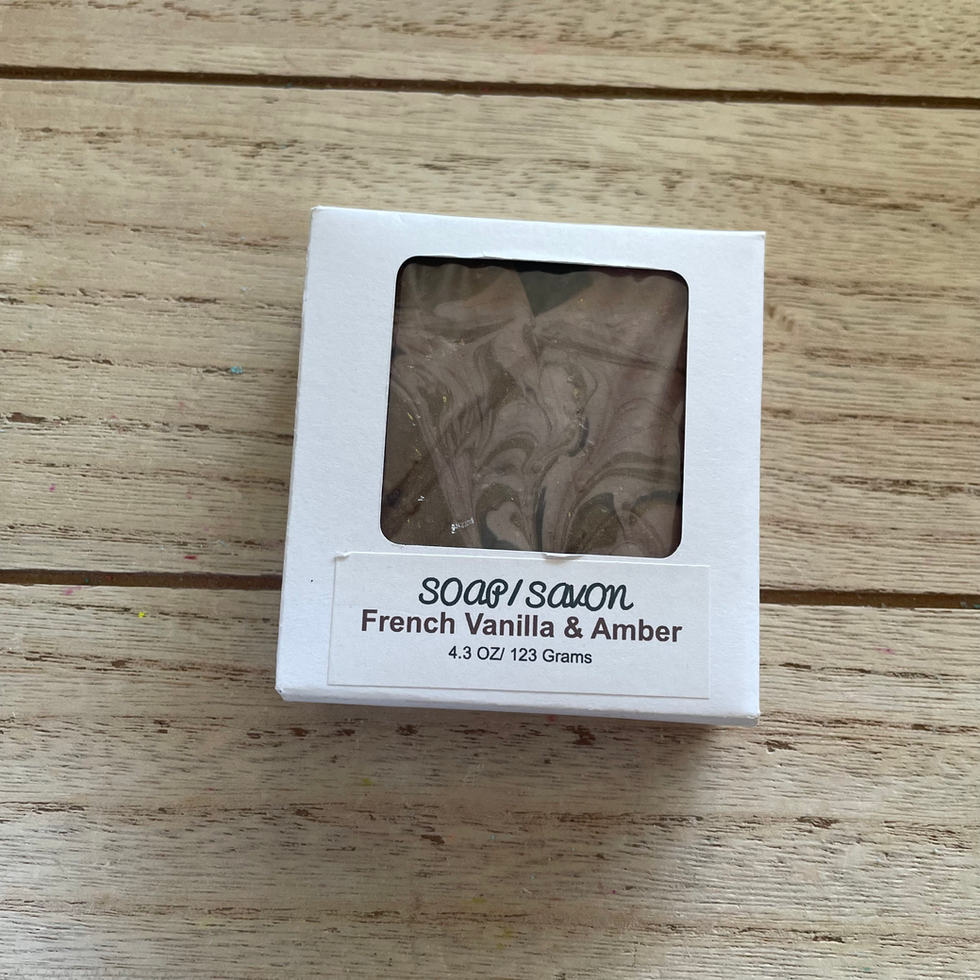 SOAP/SAVON
French Vanilla & Amber
4.3 OZ/ 123 Grams